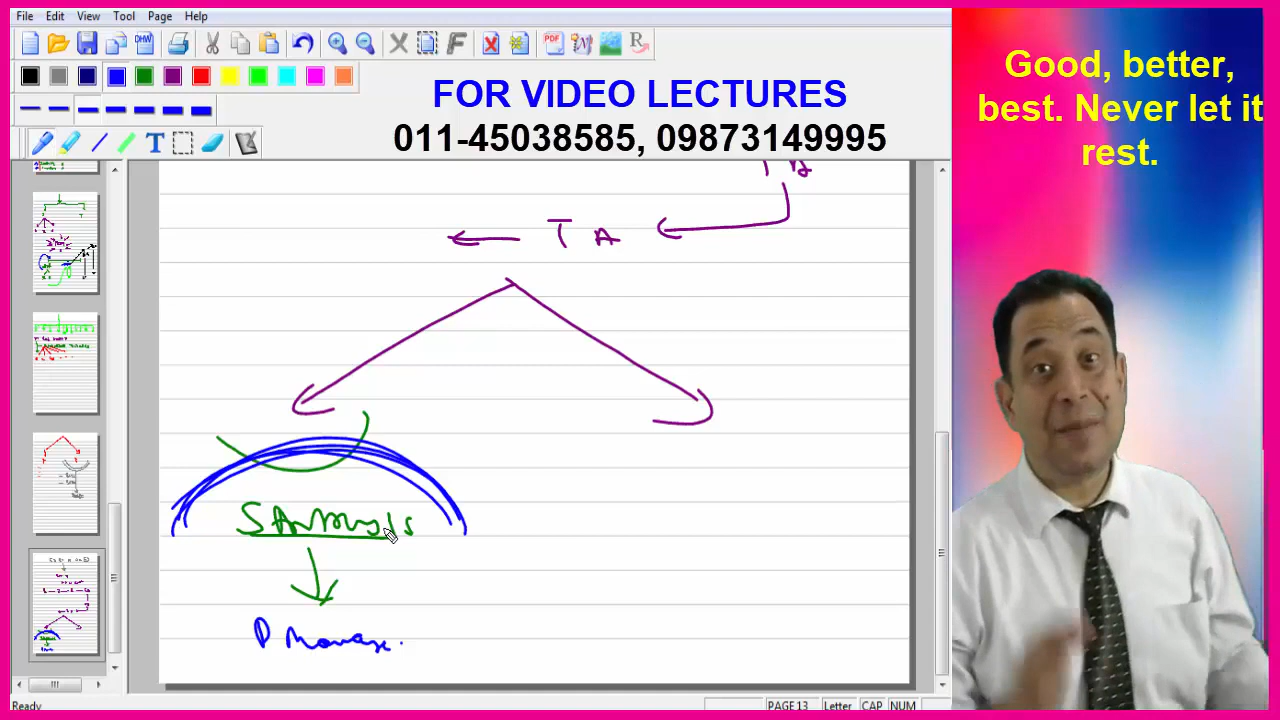 File Edit View Tool Page Help
FOR VIDEO LECTURES
011-45038585, 09873149995
Good, better,
best. Never let it
rest.
T A
Ready
PAGE 13 Letter CAP NUM